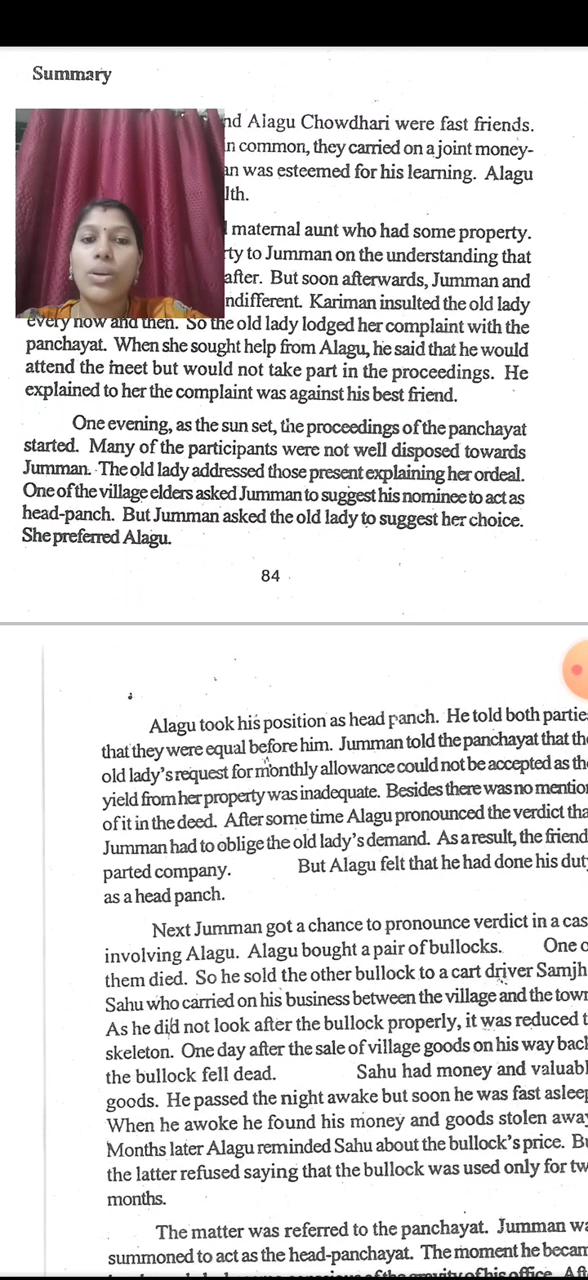 Summary
nd Alagu Chowdhari were fast friends.
n common, they carried on a joint money-
an was esteemed for his learning. Alagu
lth.
l maternal aunt who had some property.
rty to Jumman on the understanding that
after. But soon afterwards, Jumman and
ndifferent. Kariman insulted the old lady
every now and then. So the old lady lodged her complaint with the
panchayat. When she sought help from Alagu, he said that he would
attend the meet but would not take part in the proceedings. He
explained to her the complaint was against his best friend.
One evening, as the sun set, the proceedings of the panchayat
started. Many of the participants were not well disposed towards
Jumman. The old lady addressed those present explaining her ordeal.
One of the village elders asked Jumman to suggest his nominee to act as
head-panch. But Jumman asked the old lady to suggest her choice.
She preferred Alagu.
84
Alagu took his position as head panch. He told both partie
that they were equal before him. Jumman told the panchayat that th
old lady's request for monthly allowance could not be accepted as th
yield from her property was inadequate. Besides there was no mentio
of it in the deed. After some time Alagu pronounced the verdict tha
Jumman had to oblige the old lady's demand. As a result, the friend
parted company. But Alagu felt that he had done his dut
as a head panch.
Next Jumman got a chance to pronounce verdict in a cas
involving Alagu. Alagu bought a pair of bullocks. One o
them died. So he sold the other bullock to a cart driver Samjh
Sahu who carried on his business between the village and the town
As he did not look after the bullock properly, it was reduced t
skeleton. One day after the sale of village goods on his way back
the bullock fell dead. Sahu had money and valuabl
goods. He passed the night awake but soon he was fast asleep
When he awoke he found his money and goods stolen away
Months later Alagu reminded Sahu about the bullock's price. Bu
the latter refused saying that the bullock was used only for tw
months.
The matter was referred to the panchayat. Jumman wa
summoned to act as the head-panchayat. The moment he becam
of the gravity of his office. Aft